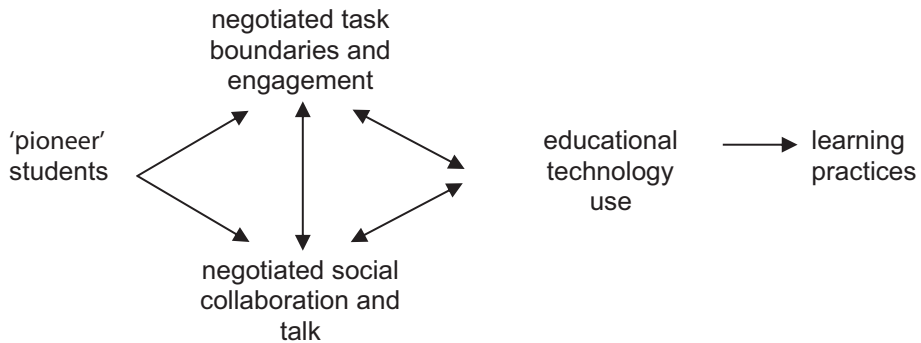 negotiated task
boundaries and
engagement
‘pioneer’
students
educational
technology
use
learning
practices
negotiated social
collaboration and
talk